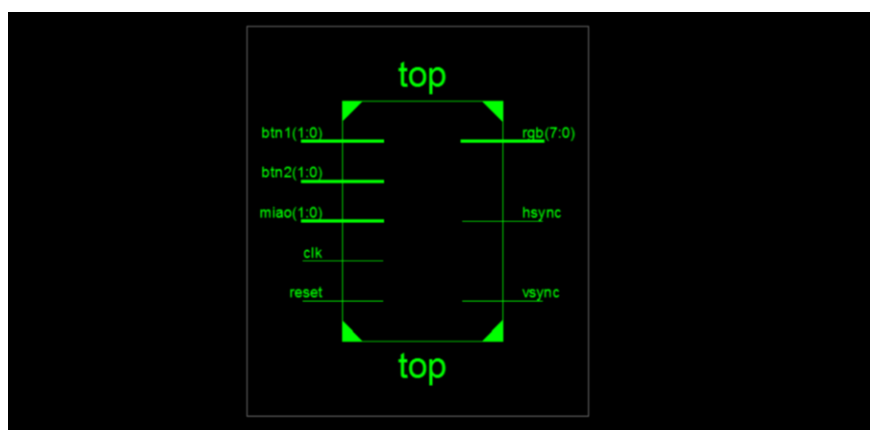 top
btn1(1:0)
rgb(7:0)
btn2(1:0)
miao(1:0)
hsync
clk
reset
vsync
top